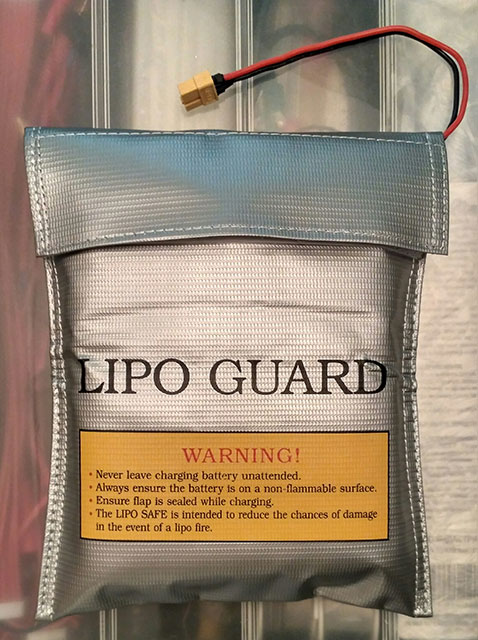 LIPO GUARD
WARNING!
• Never leave charging battery unattended.
• Always ensure the battery is on a non-flammable surface.
• Ensure flap is sealed while charging.
• The LIPO SAFE is intended to reduce the chances of damage
in the event of a lipo fire.